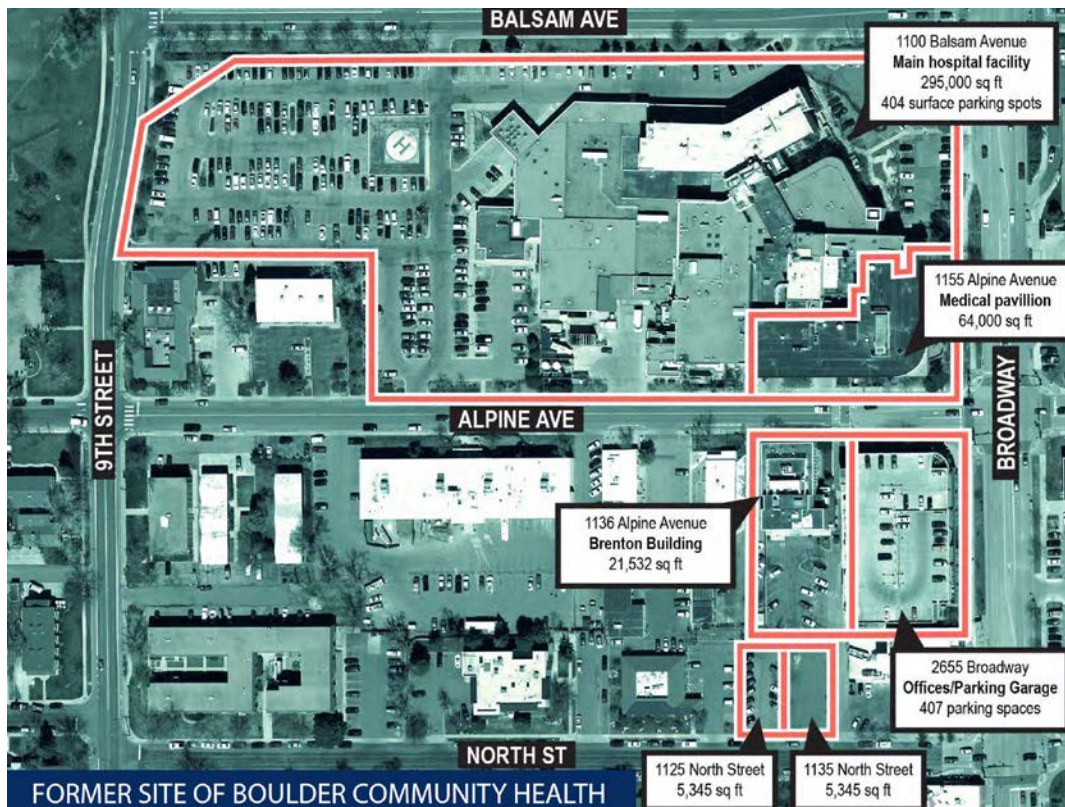 BALSAM AVE
1100 Balsam Avenue
Main hospital facility
295,000 sq ft
404 surface parking spots
H
1155 Alpine Avenue
Medical pavillion
64,000 sq ft
9TH STREET
ALPINE AVE
BROADWAY
1136 Alpine Avenue
Brenton Building
21,532 sq ft
2655 Broadway
Offices/Parking Garage
407 parking spaces
NORTH ST
1125 North Street
5,345 sq ft
1135 North Street
5,345 sq ft
FORMER SITE OF BOULDER COMMUNITY HEALTH